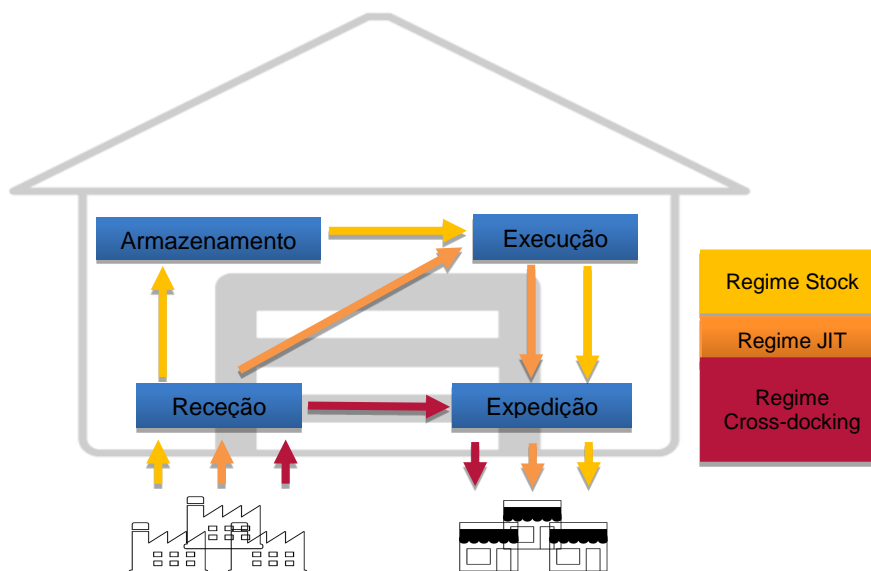 Armazenamento
Execução
Regime Stock
Regime JIT
Receção
Expedição
Regime
Cross-docking